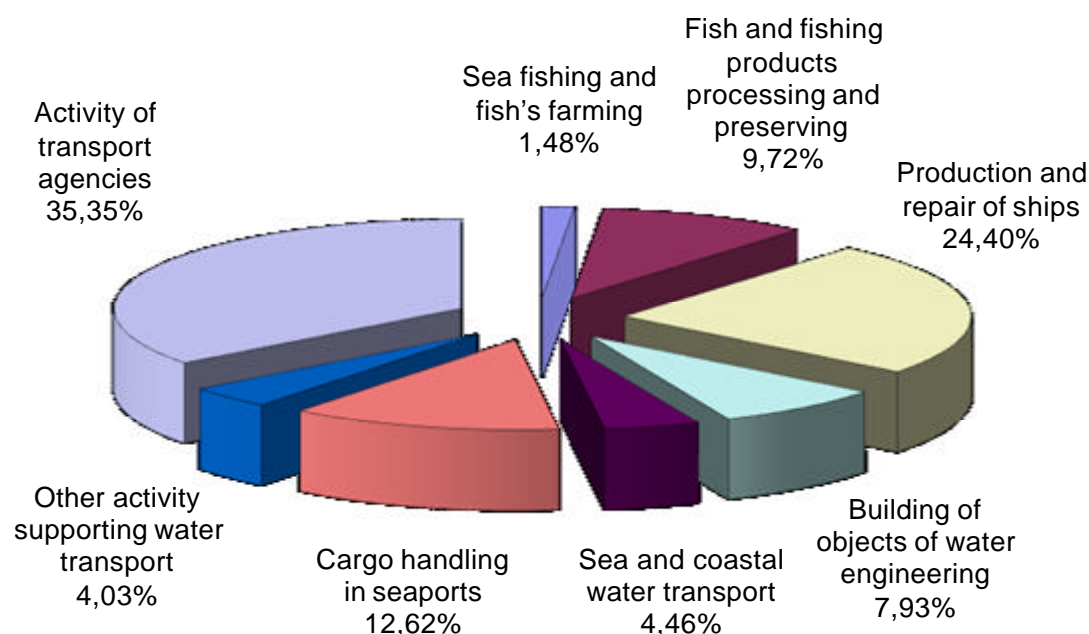 Activity of
transport
agencies
35,35%
Sea fishing and
fish's farming
1,48%
Fish and fishing
products
processing and
preserving
9,72%
Production and
repair of ships
24,40%
Other activity
supporting water
transport
4,03%
Cargo handling
in seaports
12,62%
Sea and coastal
water transport
4,46%
Building of
objects of water
engineering
7,93%